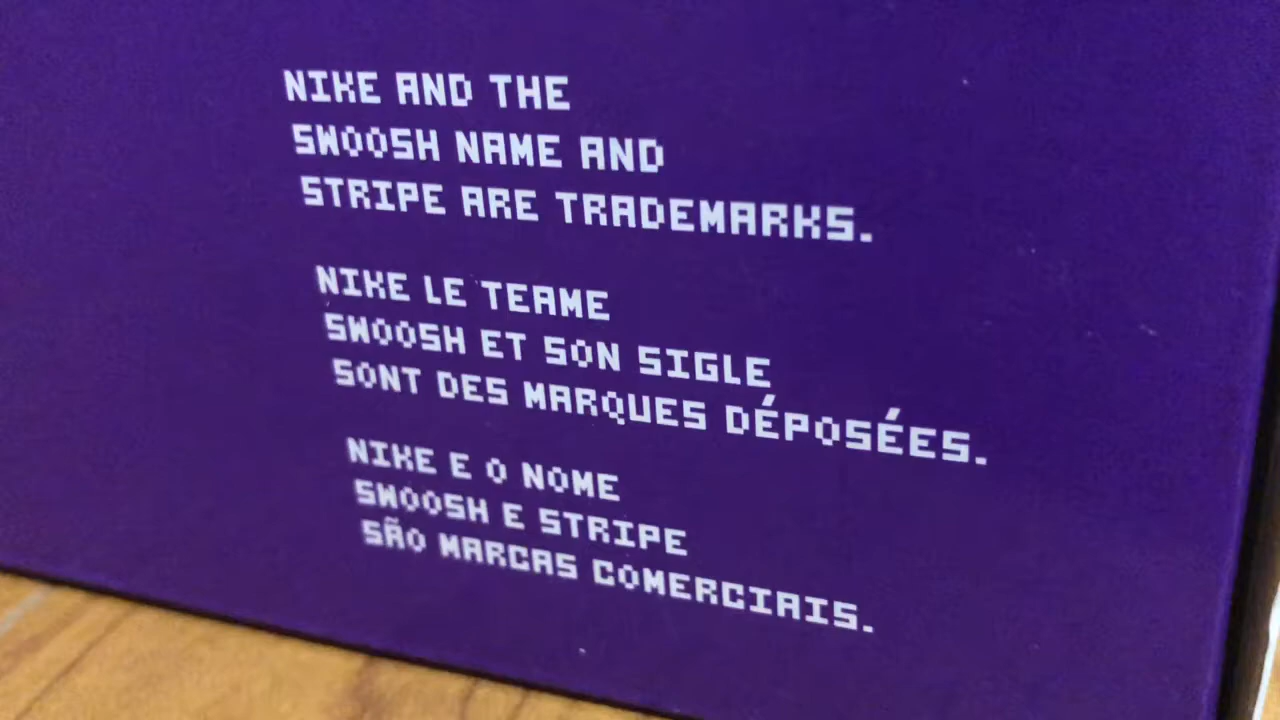 NIKE AND THE
SWOOSH NAME AND
STRIPE ARE TRADEMARKS.
NIKE LE TEAME
SWOOSH ET SON SIGLE
SONT DES MARQUES DÉPOSÉES.
NIKE E O NOME
SWOOSH E STRIPE
SÃO MARCAS COMERCIAIS.